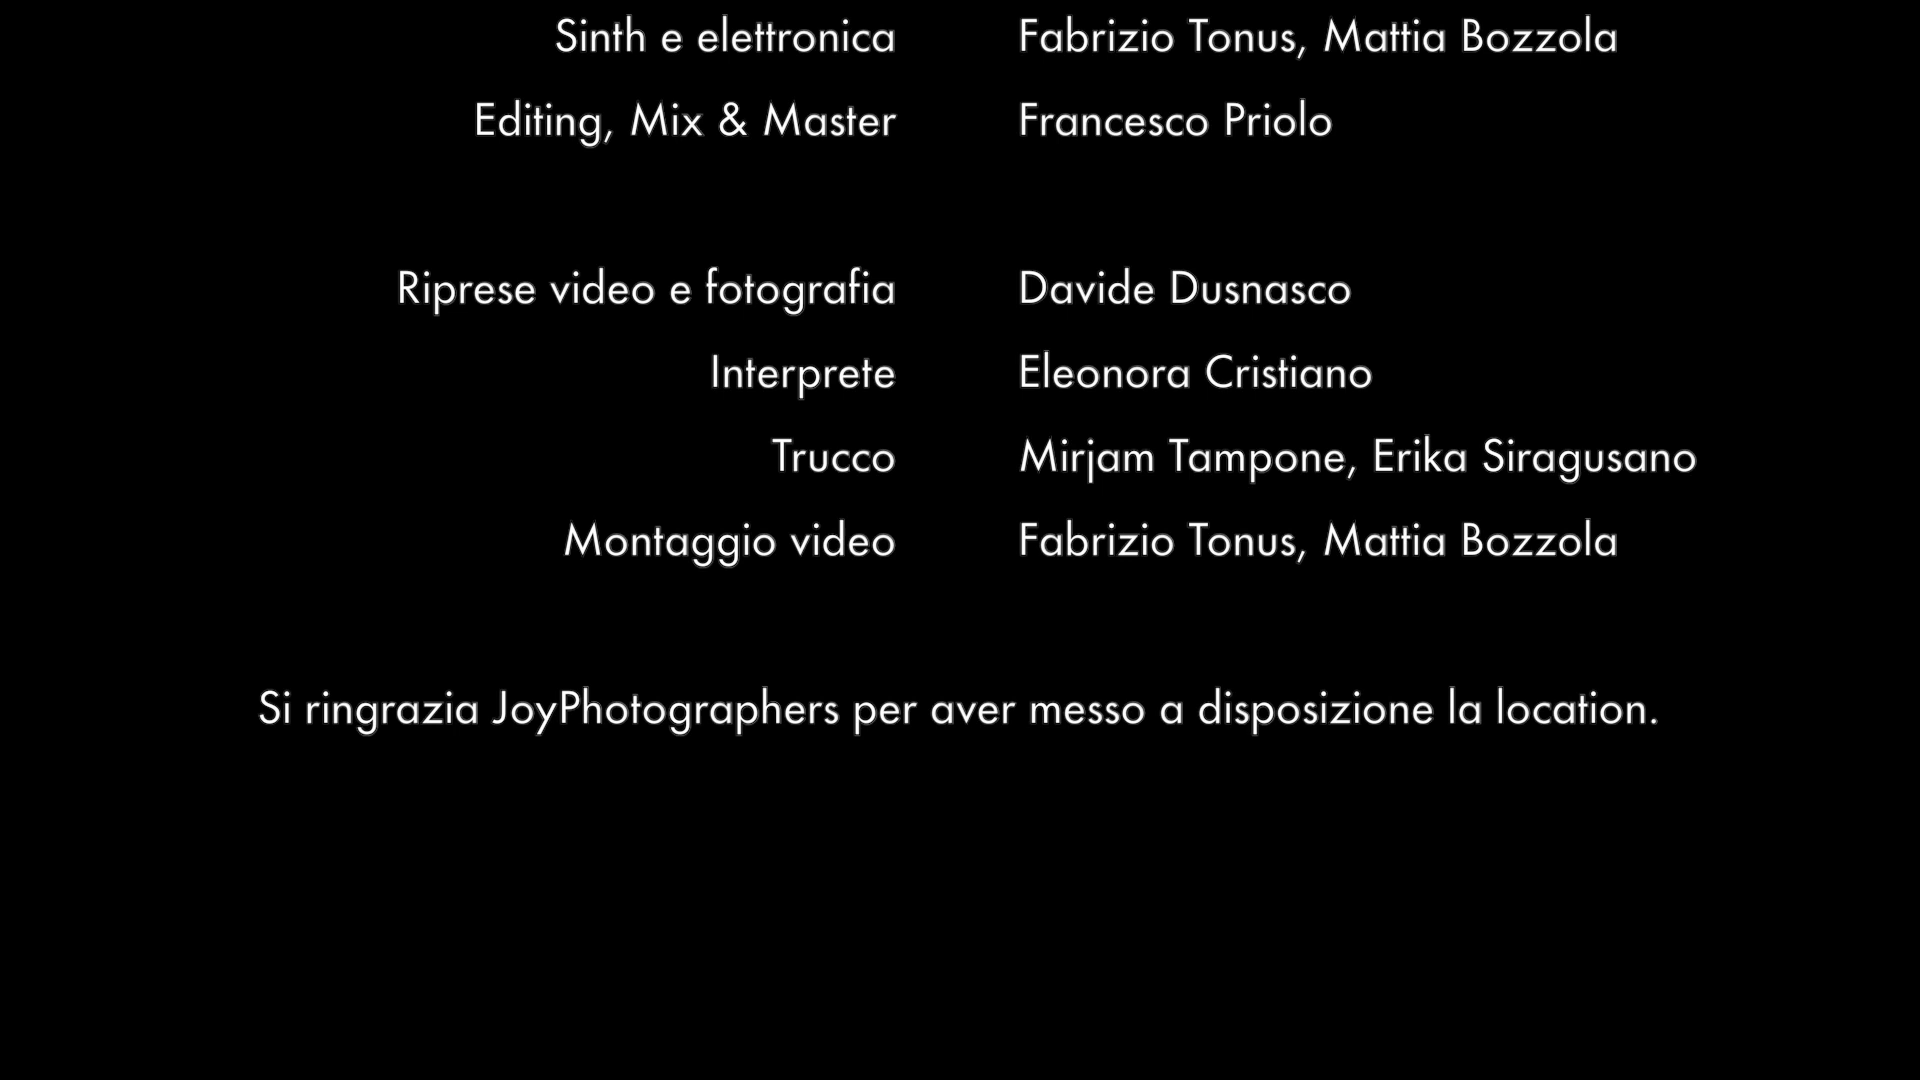 Sinth e elettronica Fabrizio Tonus, Mattia Bozzola
Editing, Mix & Master Francesco Priolo
Riprese video e fotografia Davide Dusnasco
Interprete Eleonora Cristiano
Trucco Mirjam Tampone, Erika Siragusano
Montaggio video Fabrizio Tonus, Mattia Bozzola
Si ringrazia JoyPhotographers per aver messo a disposizione la location.